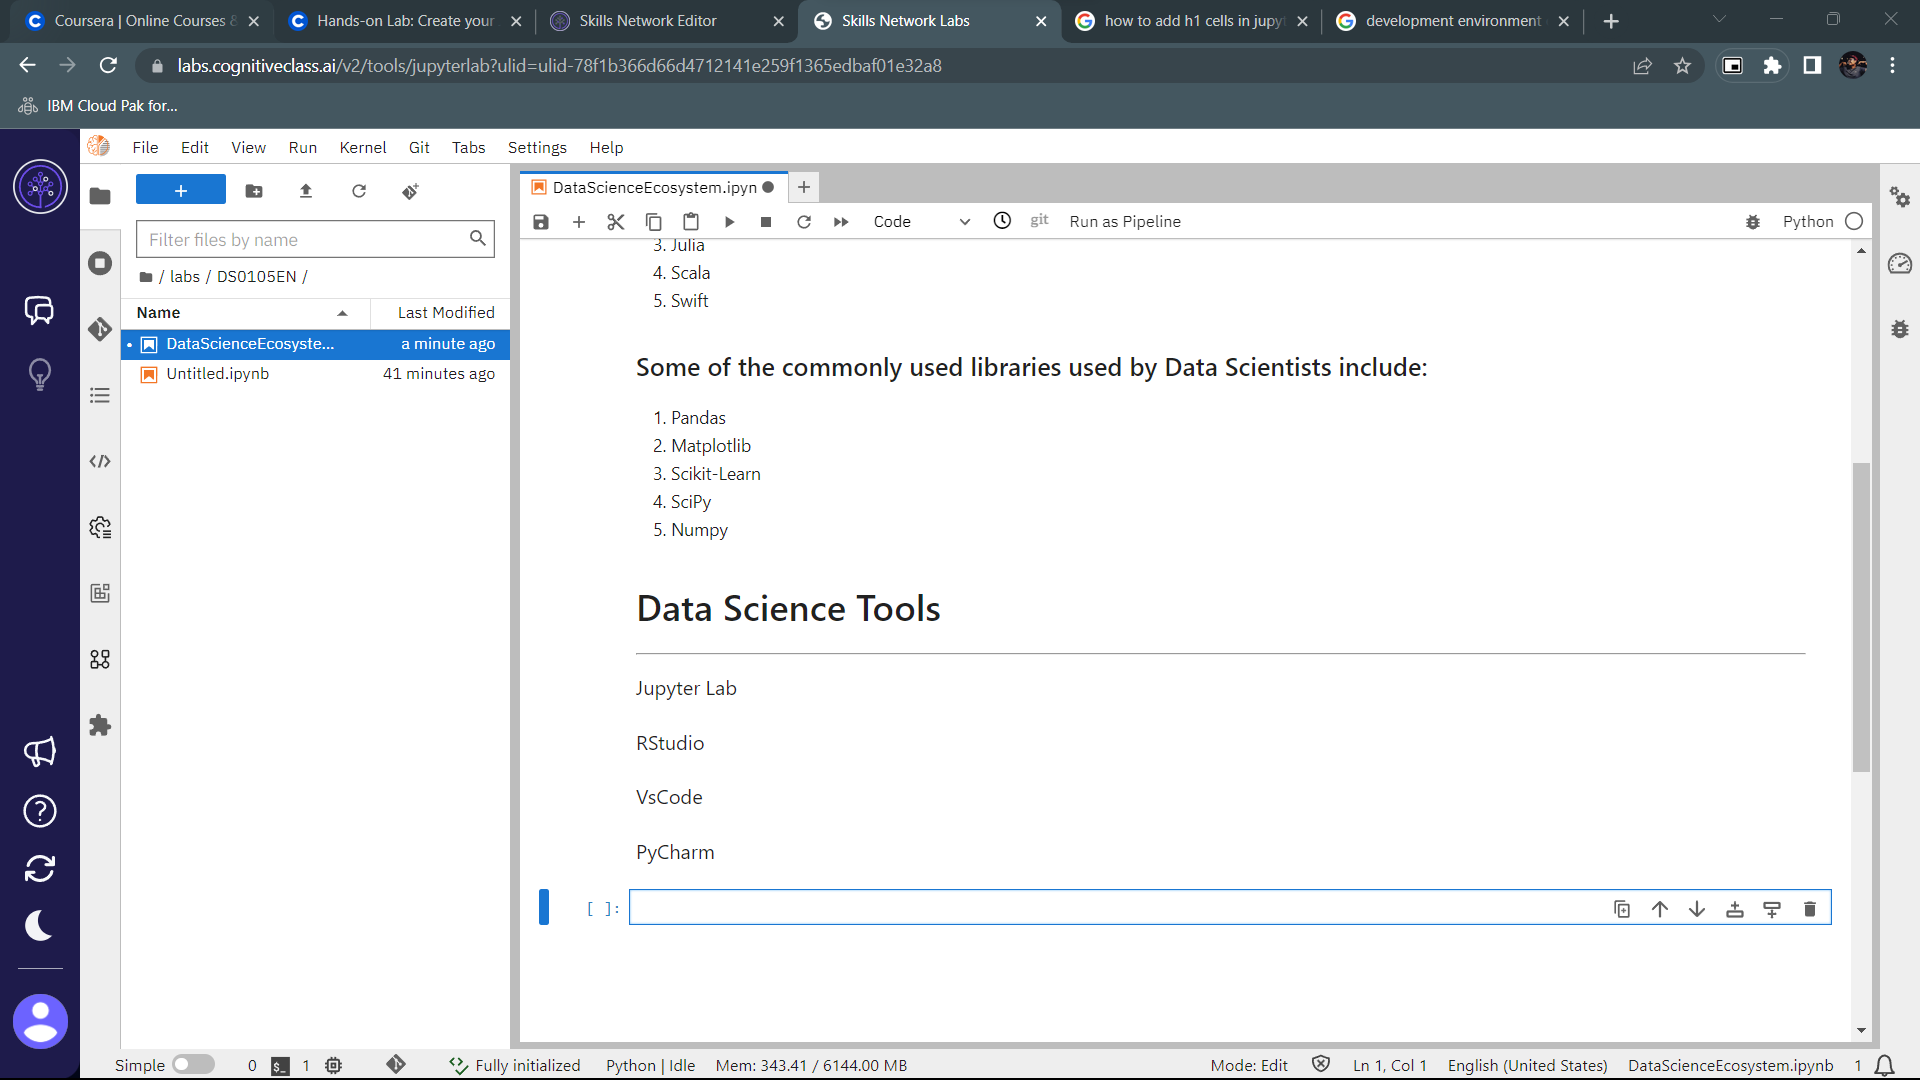 Coursera | Online Courses &
Hands-on Lab: Create your
Skills Network Editor
Skills Network Labs
how to add h1 cells in jupyt
development environment
labs.cognitiveclass.ai/v2/tools/jupyterlab?ulid=ulid-78f1b366d66d4712141e259f1365edbaf01e32a8
IBM Cloud Pak for...
File Edit View Run Kernel Git Tabs Settings Help
DataScienceEcosystem.ipyn
Code
git
Run as Pipeline
Python
Filter files by name
/ labs / DS0105EN /
Name Last Modified
DataScienceEcosyste... a minute ago
Untitled.ipynb 41 minutes ago
3. Julia
4. Scala
5. Swift
Some of the commonly used libraries used by Data Scientists include:
1. Pandas
2. Matplotlib
3. Scikit-Learn
4. SciPy
5. Numpy
Data Science Tools
Jupyter Lab
RStudio
VsCode
PyCharm
[ ]:
Simple 0 $_ 1 Fully initialized Python | Idle Mem: 343.41 / 6144.00 MB Mode: Edit Ln 1, Col 1 English (United States) DataScienceEcosystem.ipynb 1